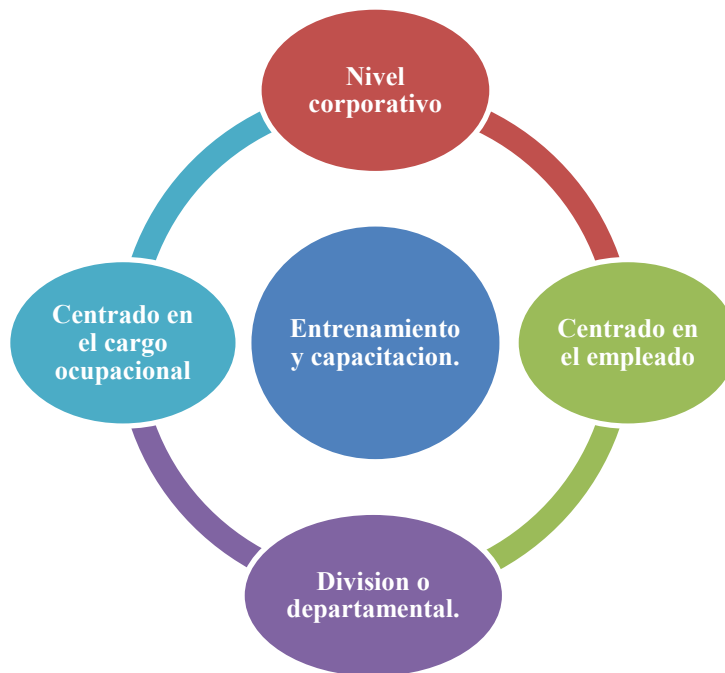 Nivel
corporativo
Centrado en
el cargo
ocupacional
Entrenamiento
y capacitacion.
Centrado en
el empleado
Division o
departamental.